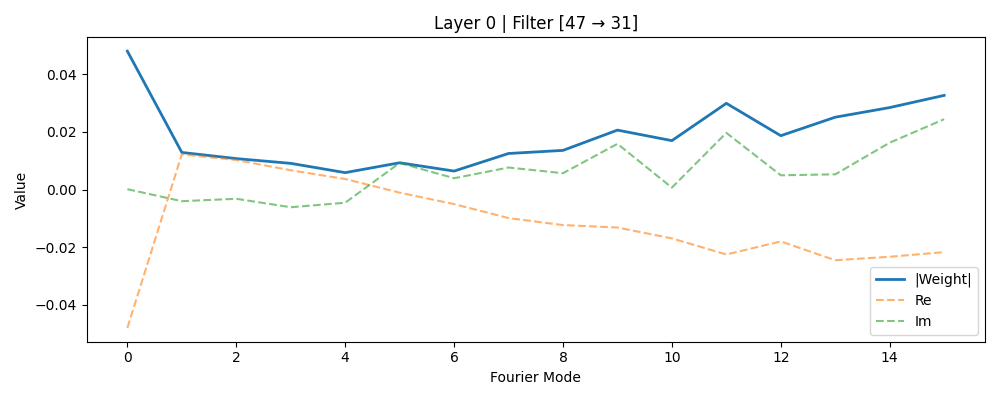 Layer 0 | Filter [47 → 31]
Value
0.04
0.02
0.00
−0.02
−0.04
0 2 4 6 8 10 12 14
Fourier Mode
|Weight|
Re
Im